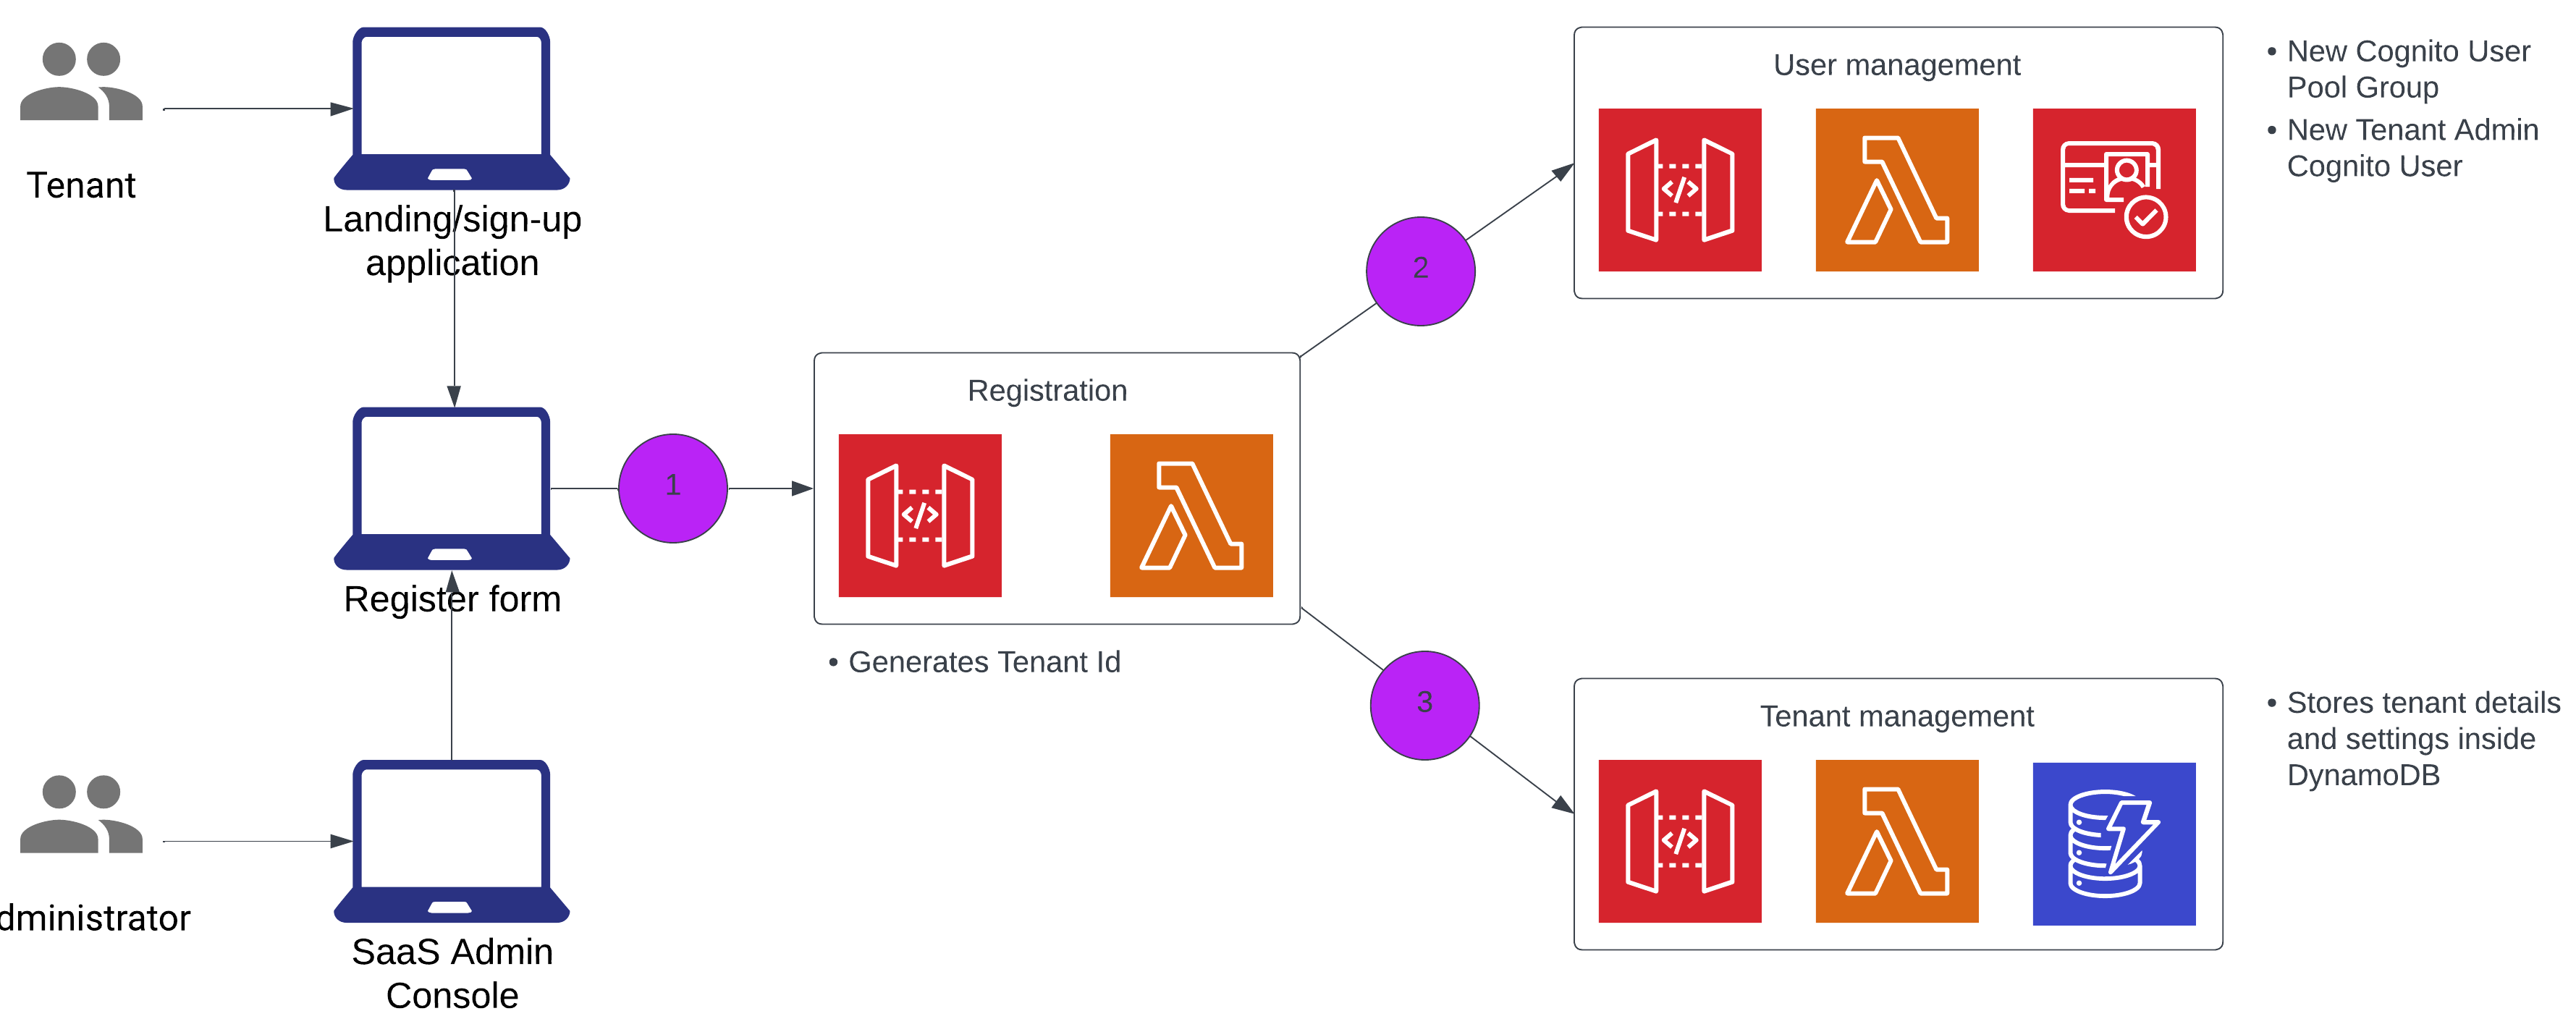 Tenant
Landing/sign-up
application
Register form
dministrator
SaaS Admin
Console
1
Registration
</>
• Generates Tenant Id
2
User management
</>
• New Cognito User
Pool Group
• New Tenant Admin
Cognito User
3
Tenant management
</>
• Stores tenant details
and settings inside
DynamoDB